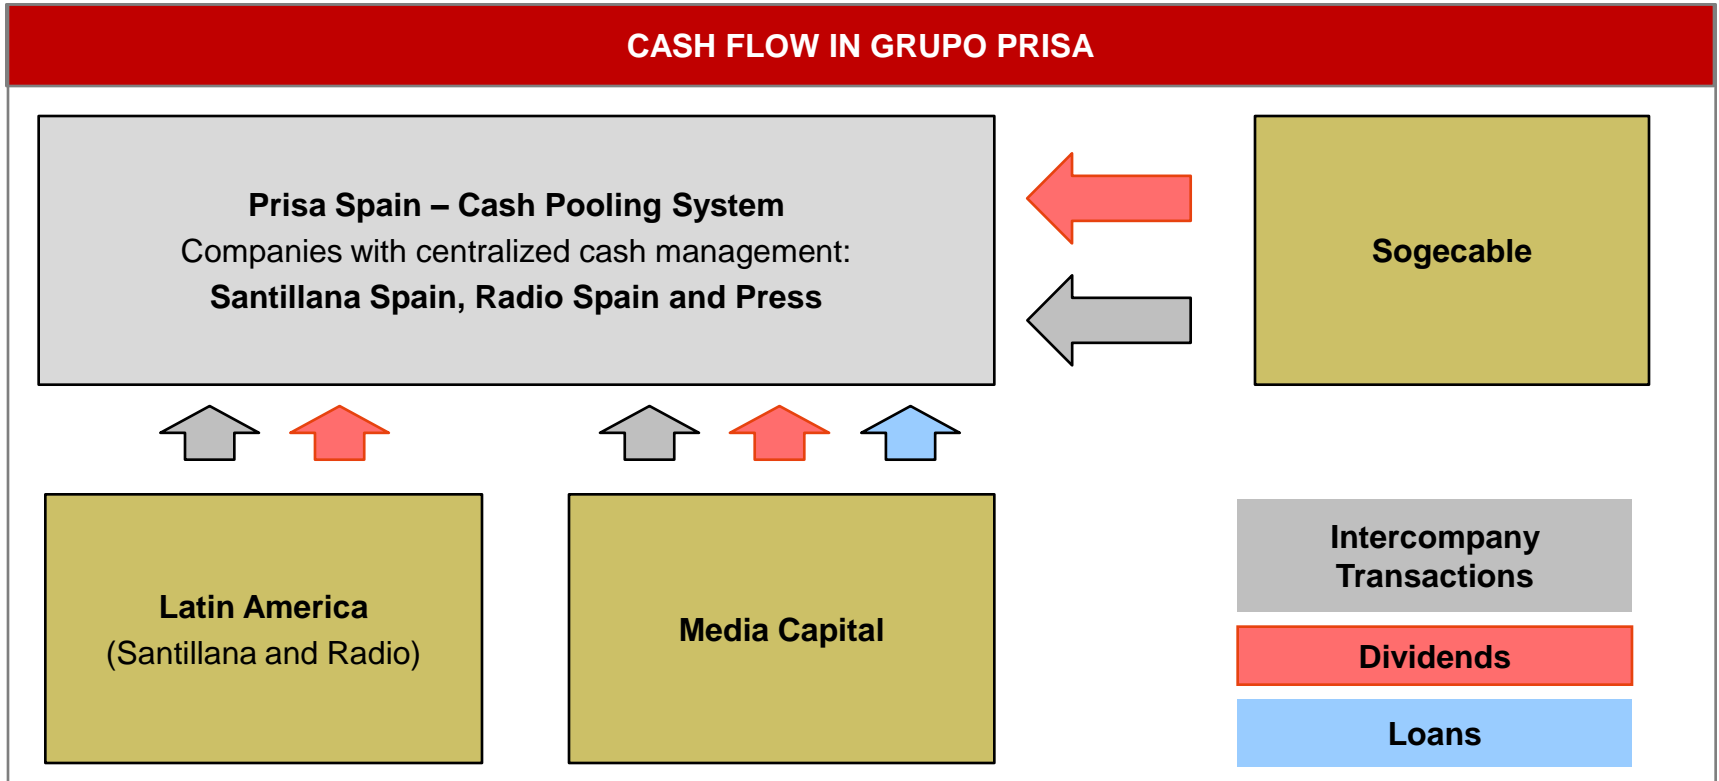 CASH FLOW IN GRUPO PRISA
Prisa Spain – Cash Pooling System
Companies with centralized cash management:
Santillana Spain, Radio Spain and Press
Sogecable
Latin America
(Santillana and Radio)
Media Capital
Intercompany
Transactions
Dividends
Loans